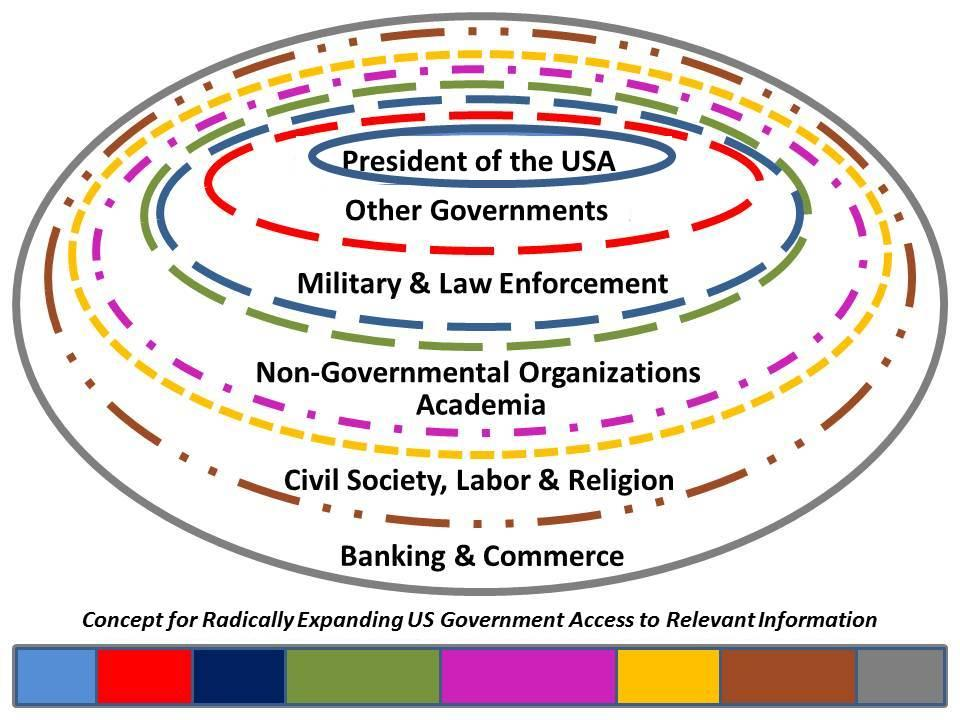 President of the USA
Other Governments
Military & Law Enforcement
Non-Governmental Organizations
Academia
Civil Society, Labor & Religion
Banking & Commerce
Concept for Radically Expanding US Government Access to Relevant Information